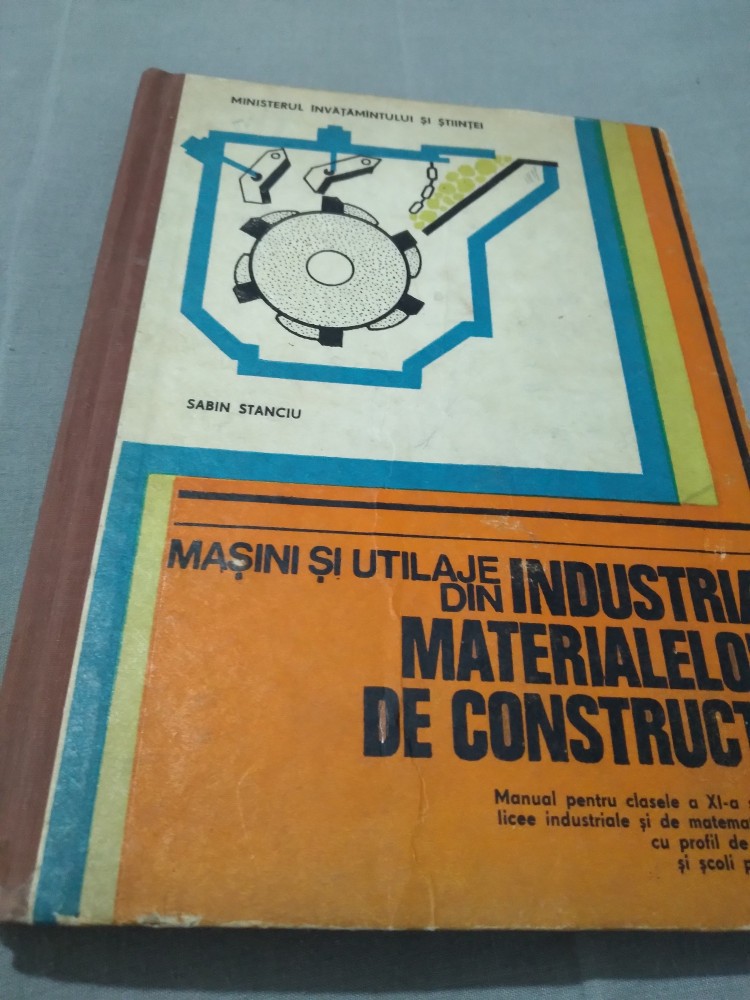 MINISTERUL INVĂȚĂMÎNTULUI ȘI ȘTIINȚEI
SABIN STANCIU
MAȘINI ȘI UTILAJE
DIN INDUSTRIA
MATERIALELO
DE CONSTRUCT
Manual pentru clasele a XI-a
licee industriale și de matema
cu profil de
și școli p